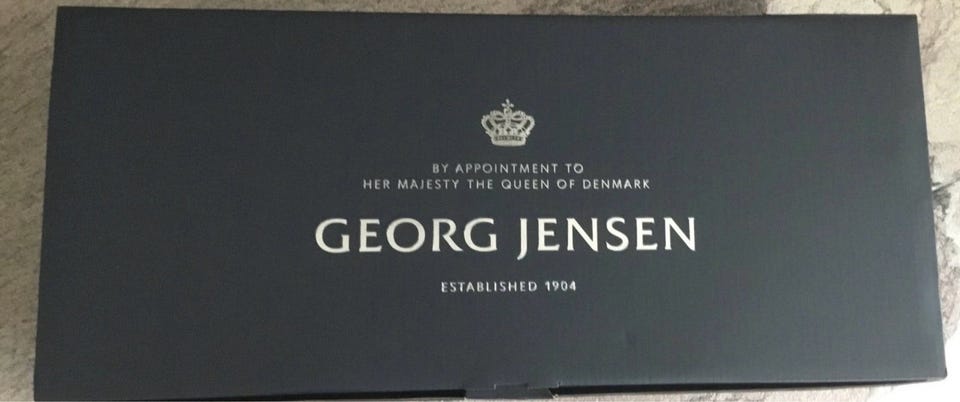 BY APPOINTMENT TO
HER MAJESTY THE QUEEN OF DENMARK
GEORG JENSEN
ESTABLISHED 1904